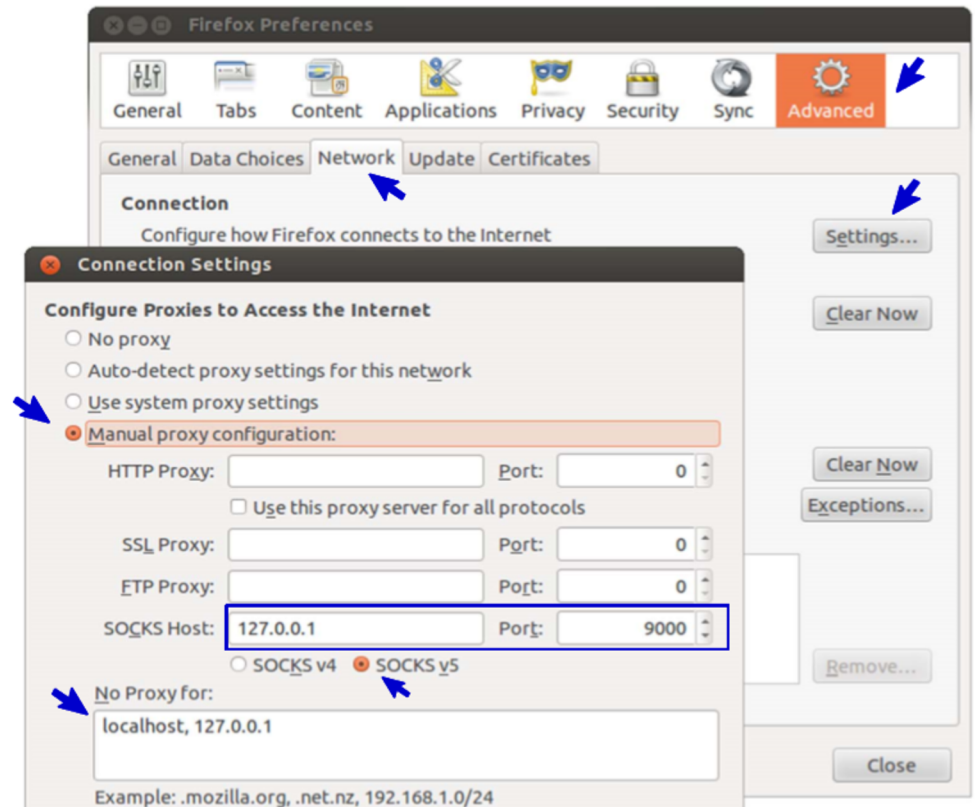 Firefox Preferences
General Tabs Content Applications Privacy Security Sync Advanced
General Data Choices Network Update Certificates
Connection
Configure how Firefox connects to the Internet
Settings...
Connection Settings
Configure Proxies to Access the Internet
Clear Now
No proxy
Auto-detect proxy settings for this network
Use system proxy settings
Manual proxy configuration:
HTTP Proxy: Port: 0
Clear Now
Use this proxy server for all protocols
Exceptions...
SSL Proxy: Port: 0
FTP Proxy: Port: 0
SOCKS Host: 127.0.0.1 Port: 9000
SOCKS v4 SOCKS v5
Remove...
No Proxy for:
localhost, 127.0.0.1
Close
Example: .mozilla.org, .net.nz, 192.168.1.0/24